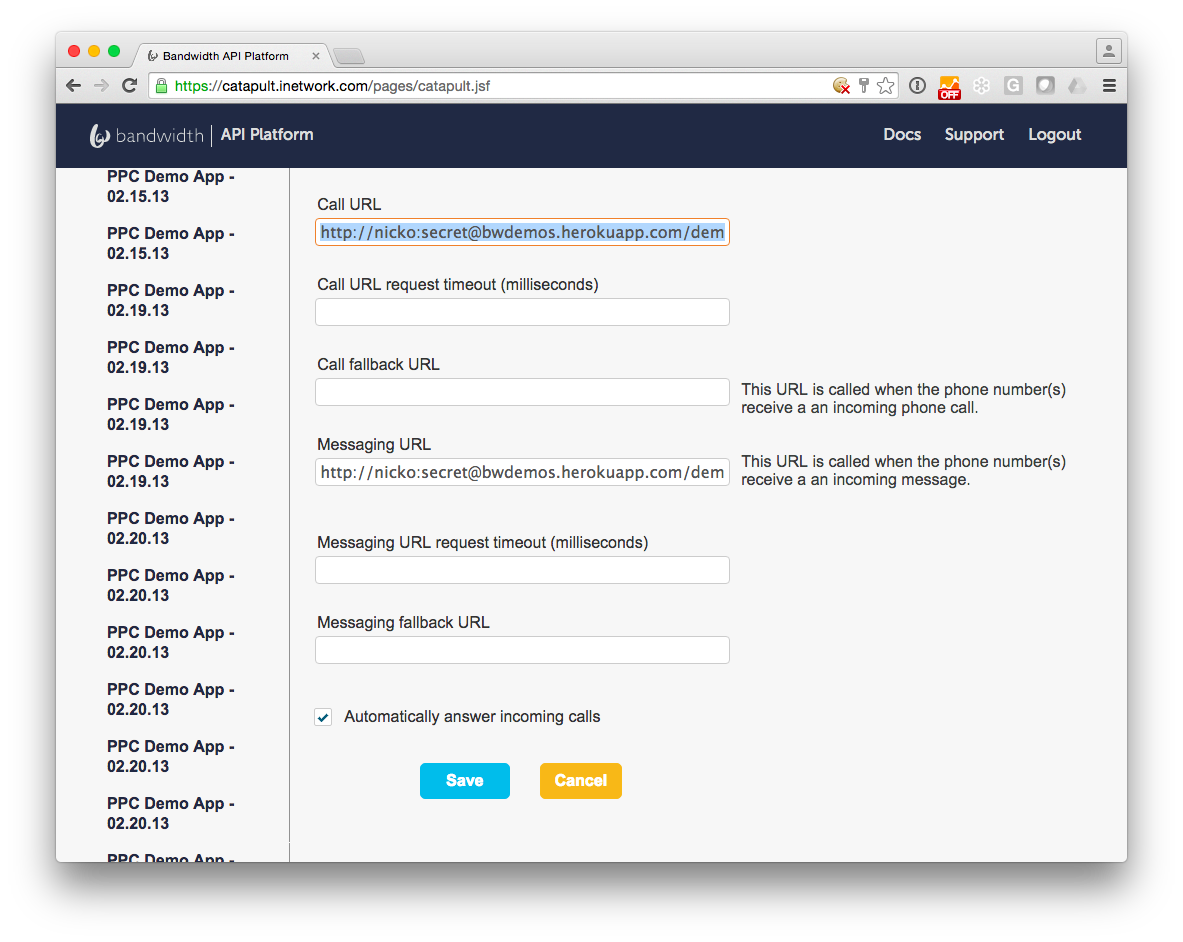 Bandwidth API Platform
https://catapult.inetwork.com/pages/catapult.jsf
OFF
G
bandwidth API Platform
Docs Support Logout
PPC Demo App -
02.15.13
PPC Demo App -
02.15.13
PPC Demo App -
02.19.13
PPC Demo App -
02.19.13
PPC Demo App -
02.19.13
PPC Demo App -
02.19.13
PPC Demo App -
02.20.13
PPC Demo App -
02.20.13
PPC Demo App -
02.20.13
PPC Demo App -
02.20.13
PPC Demo App -
02.20.13
PPC Demo App -
02.20.13
PPC Demo App -
Call URL
http://nicko:secret@bwdemos.herokuapp.com/dem
Call URL request timeout (milliseconds)
Call fallback URL
This URL is called when the phone number(s)
receive a an incoming phone call.
Messaging URL
http://nicko:secret@bwdemos.herokuapp.com/dem
This URL is called when the phone number(s)
receive a an incoming message.
Messaging URL request timeout (milliseconds)
Messaging fallback URL
Automatically answer incoming calls
Save
Cancel